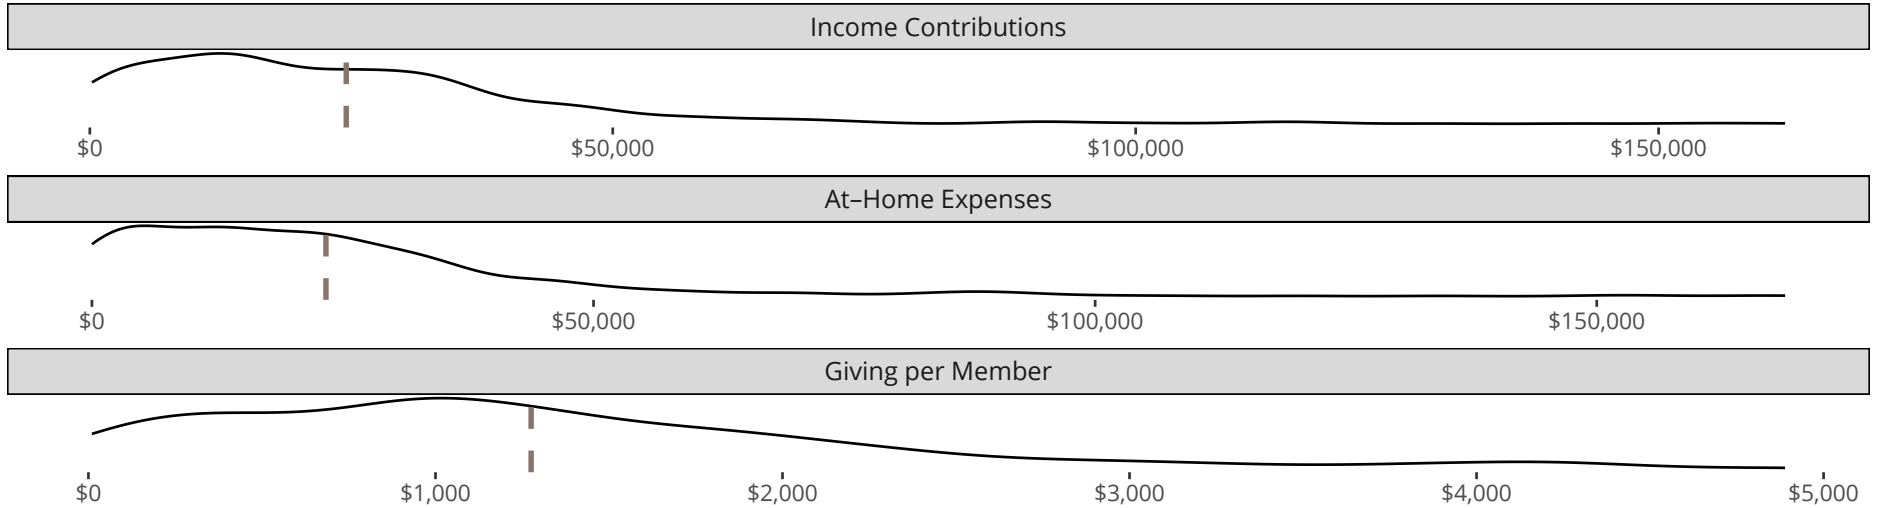 Income Contributions
$0 $50,000 $100,000 $150,000
At–Home Expenses
$0 $50,000 $100,000 $150,000
Giving per Member
$0 $1,000 $2,000 $3,000 $4,000 $5,000